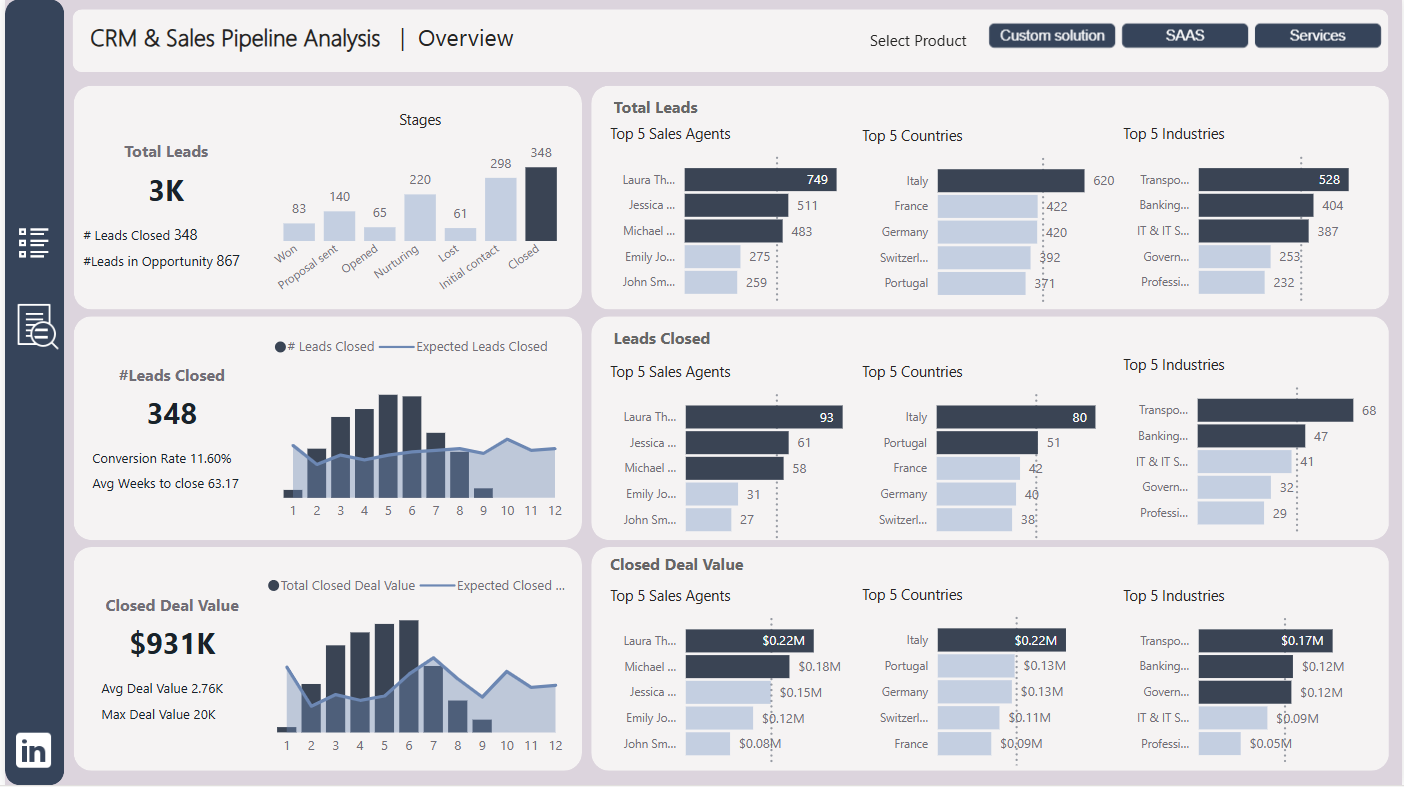 CRM & Sales Pipeline Analysis | Overview
Select Product
Custom solution
SAAS
Services
Total Leads
3K
# Leads Closed 348
#Leads in Opportunity 867
Stages
83
140
65
220
61
298
348
Won
Proposal sent
Opened
Nurturing
Lost
Initial contact
Closed
Total Leads
Top 5 Sales Agents
Laura Th... 749
Jessica ... 511
Michael ... 483
Emily Jo... 275
John Sm... 259
Top 5 Countries
Italy 620
France 422
Germany 420
Switzerl... 392
Portugal 371
Top 5 Industries
Transpo... 528
Banking... 404
IT & IT S... 387
Govern... 253
Professi... 232
#Leads Closed
348
Conversion Rate 11.60%
Avg Weeks to close 63.17
# Leads Closed Expected Leads Closed
1 2 3 4 5 6 7 8 9 10 11 12
Leads Closed
Top 5 Sales Agents
Laura Th... 93
Jessica ... 61
Michael ... 58
Emily Jo... 31
John Sm... 27
Top 5 Countries
Italy 80
Portugal 51
France 42
Germany 40
Switzerl... 38
Top 5 Industries
Transpo... 68
Banking... 47
IT & IT S... 41
Govern... 32
Professi... 29
Closed Deal Value
$931K
Avg Deal Value 2.76K
Max Deal Value 20K
Total Closed Deal Value Expected Closed ...
1 2 3 4 5 6 7 8 9 10 11 12
Closed Deal Value
Top 5 Sales Agents
Laura Th... $0.22M
Michael ... $0.18M
Jessica ... $0.15M
Emily Jo... $0.12M
John Sm... $0.08M
Top 5 Countries
Italy $0.22M
Portugal $0.13M
Germany $0.13M
Switzerl... $0.11M
France $0.09M
Top 5 Industries
Transpo... $0.17M
Banking... $0.12M
Govern... $0.12M
IT & IT S... $0.09M
Professi... $0.05M
in